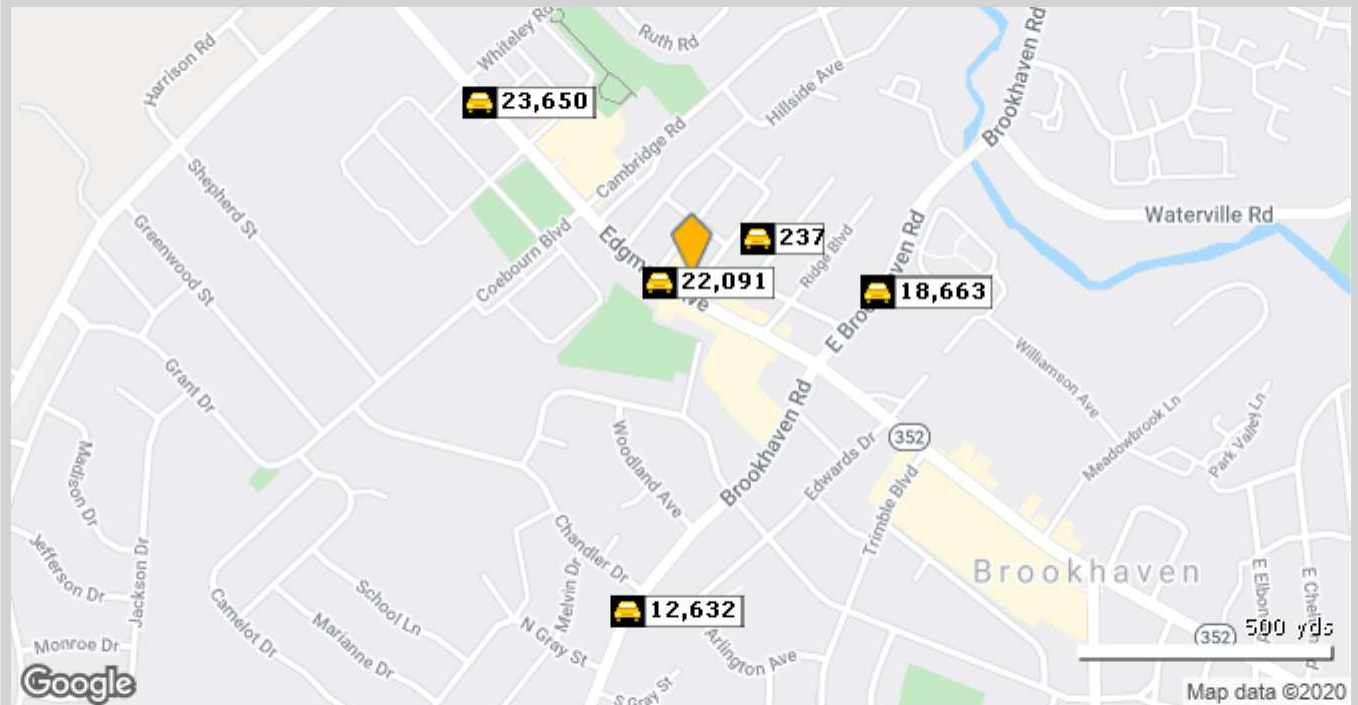 Ruth Rd
Whiteley Rd
Harrison Rd
Brookhaven Rd
23,650
Hillside Ave
Cambridge Rd
Shepherd St
Waterville Rd
Greenwood St
Coebourn Blvd
237
Ridge Blvd
22,091
18,663
Grant Dr
Williamson Ave
Meadowbrook Ln
Park Valley Ln
Brookhaven Rd
352
Edwards Dr
Woodland Ave
Trimble Blvd
Madison Dr
Chandler Dr
Jefferson Dr
Jackson Dr
Brookhaven
School Ln
Melvin Dr
Camelot Dr
Marianne Dr
12,632
N Gray St
Arlington Ave
Monroe Dr
352
500 yds
S Gray St
Google
Map data ©2020